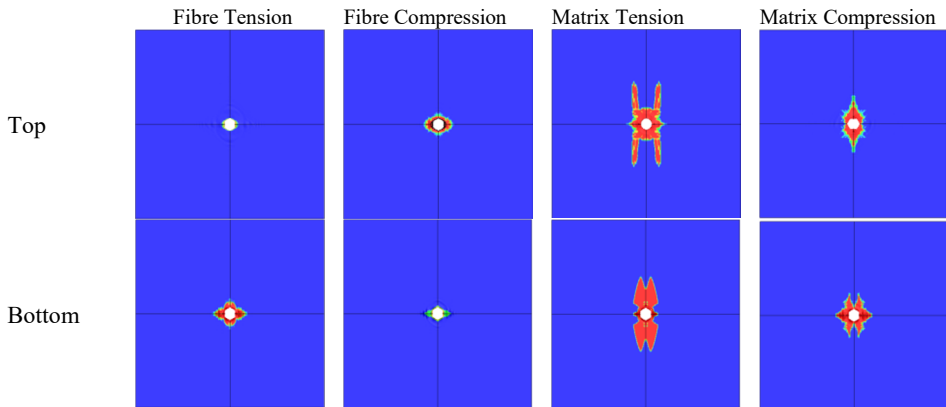 Fibre Tension Fibre Compression Matrix Tension Matrix Compression
Top
Bottom